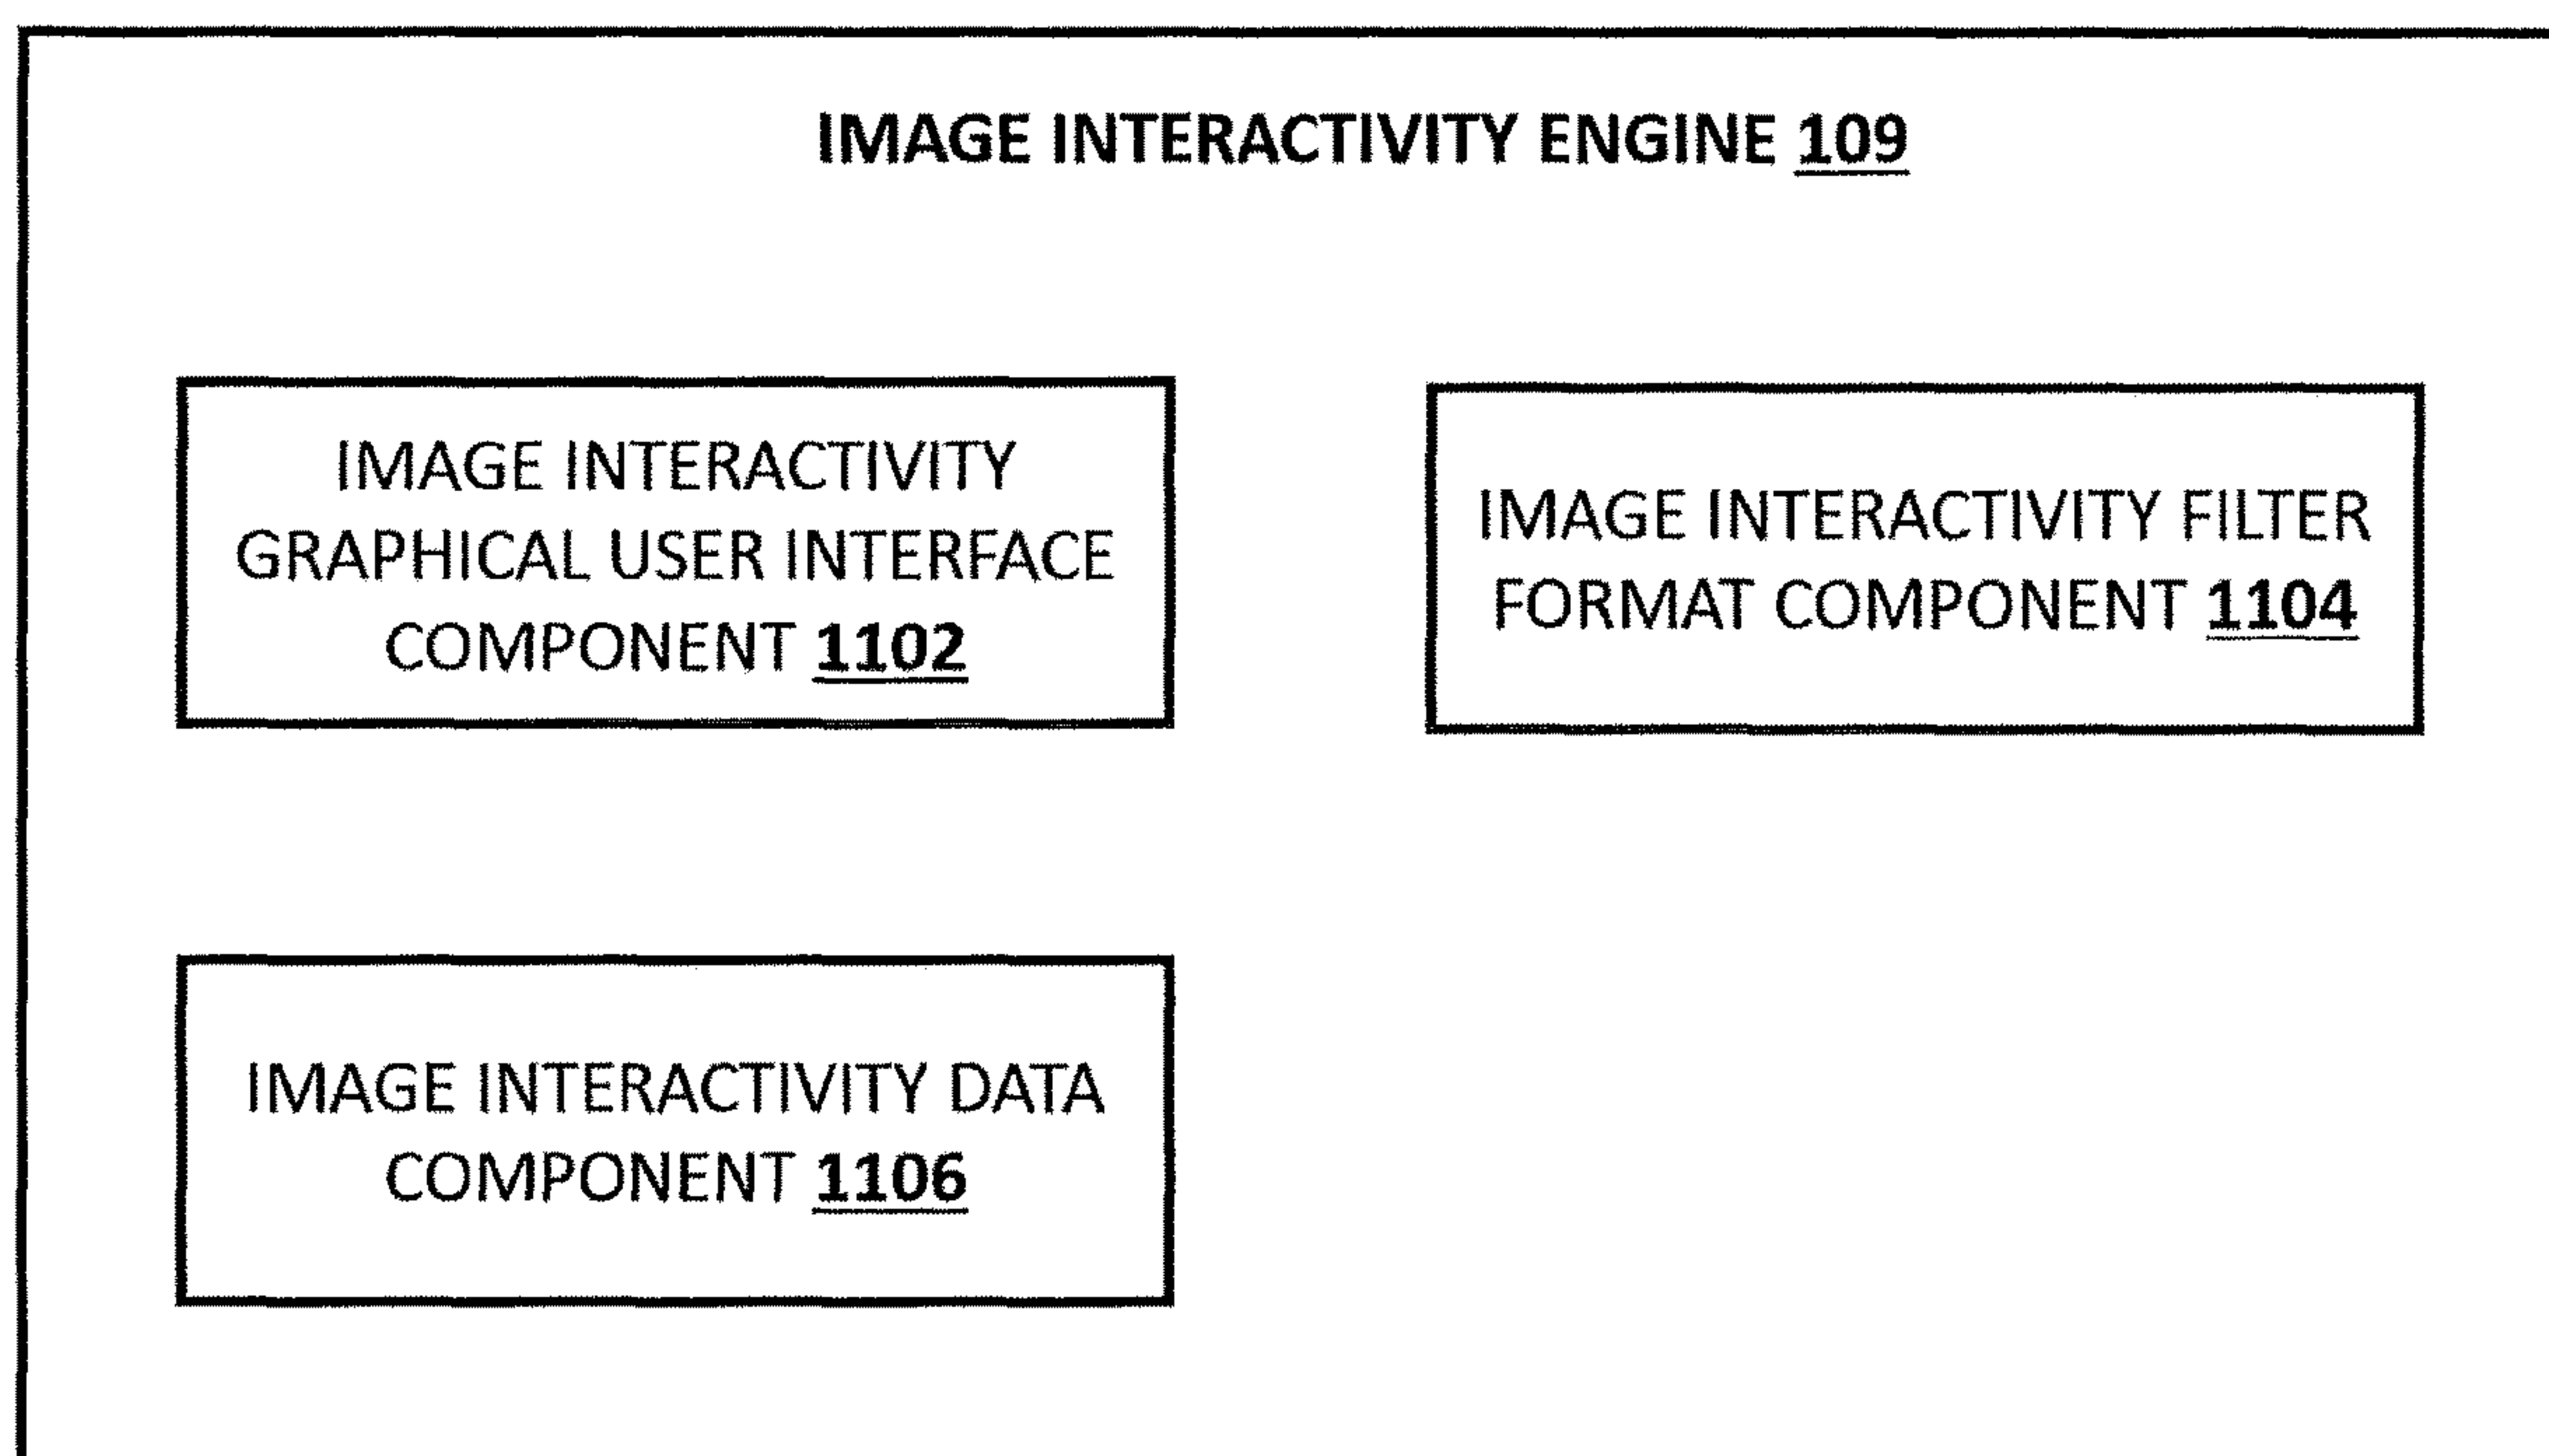 IMAGE INTERACTIVITY ENGINE 109
IMAGE INTERACTIVITY
GRAPHICAL USER INTERFACE
COMPONENT 1102
IMAGE INTERACTIVITY FILTER
FORMAT COMPONENT 1104
IMAGE INTERACTIVITY DATA
COMPONENT 1106